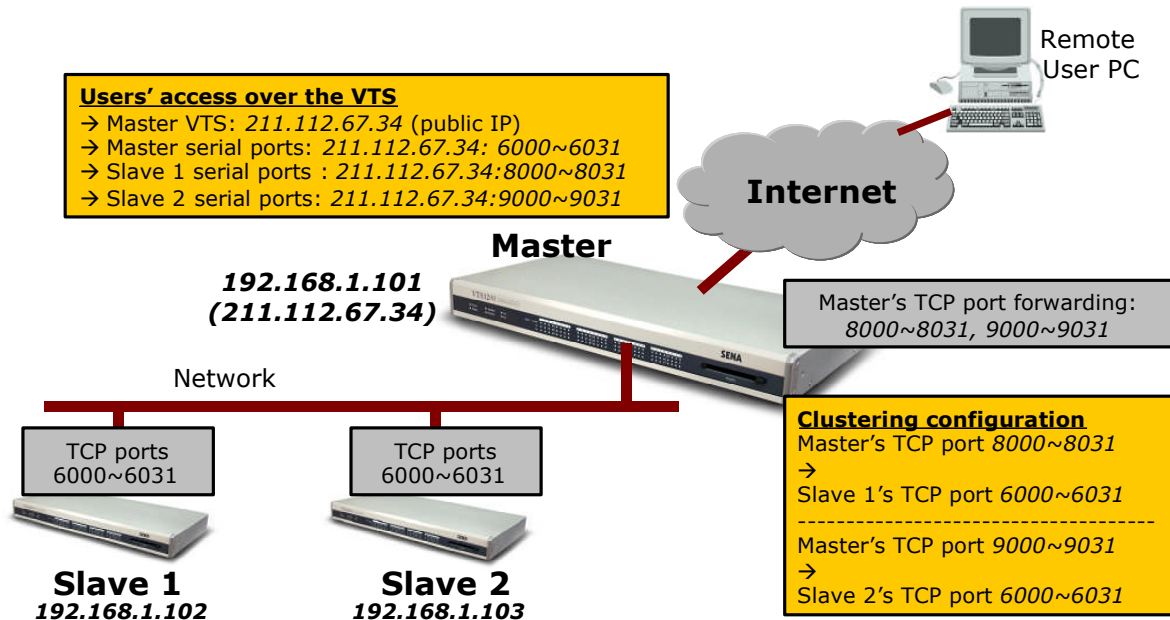 Remote
User PC
Users' access over the VTS
→ Master VTS: 211.112.67.34 (public IP)
→ Master serial ports: 211.112.67.34: 6000~6031
→ Slave 1 serial ports : 211.112.67.34:8000~8031
→ Slave 2 serial ports: 211.112.67.34:9000~9031
Internet
Master
192.168.1.101
(211.112.67.34)
SENA
Master's TCP port forwarding:
8000~8031, 9000~9031
Network
TCP ports
6000~6031
TCP ports
6000~6031
Clustering configuration
Master's TCP port 8000~8031
→
Slave 1's TCP port 6000~6031
-------------------------------------
Master's TCP port 9000~9031
→
Slave 2's TCP port 6000~6031
Slave 1
192.168.1.102
Slave 2
192.168.1.103